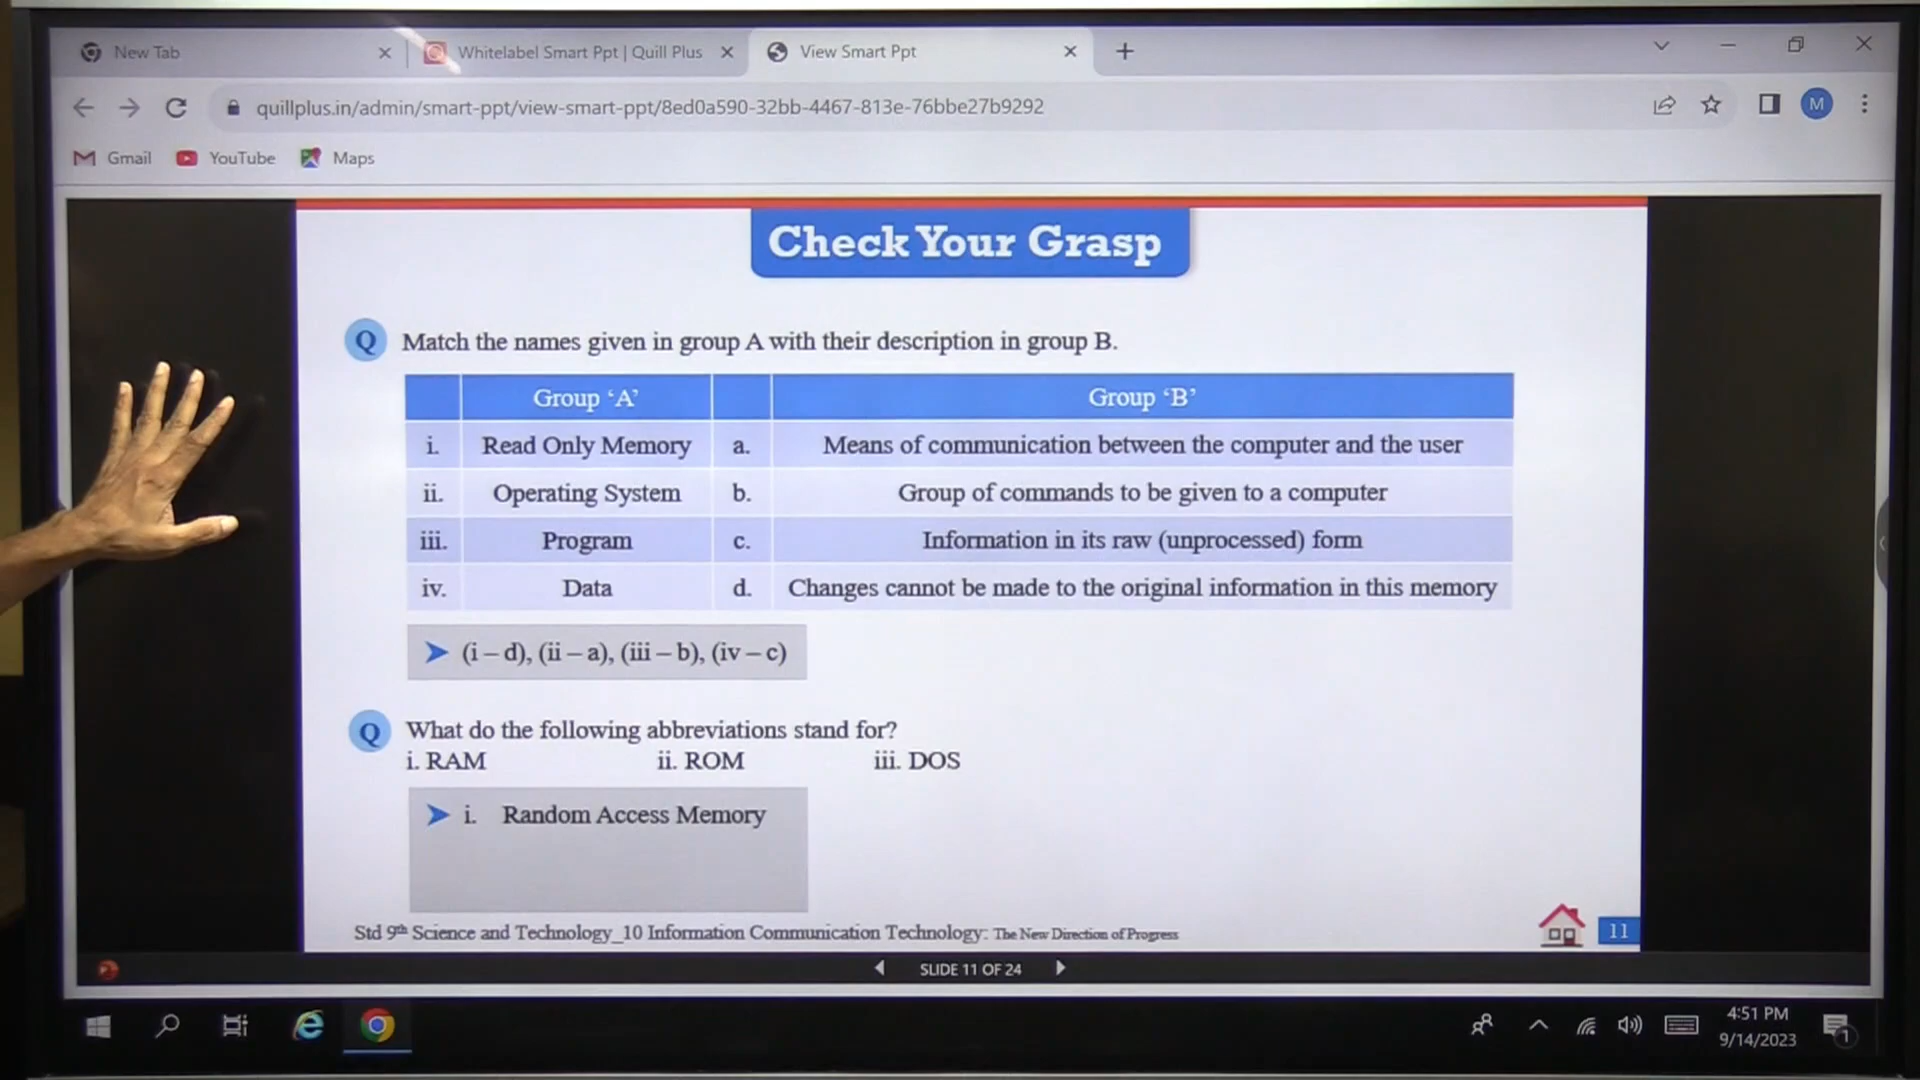 New Tab
Whitelabel Smart Ppt | Quill Plus
View Smart Ppt
quillplus.in/admin/smart-ppt/view-smart-ppt/8ed0a590-32bb-4467-813e-76bbe27b9292
M
Gmail YouTube Maps
Check Your Grasp
Q Match the names given in group A with their description in group B.
Group ‘A’ Group ‘B’
i. Read Only Memory a. Means of communication between the computer and the user
ii. Operating System b. Group of commands to be given to a computer
iii. Program c. Information in its raw (unprocessed) form
iv. Data d. Changes cannot be made to the original information in this memory
➤ (i – d), (ii – a), (iii – b), (iv – c)
Q What do the following abbreviations stand for?
i. RAM ii. ROM iii. DOS
➤ i. Random Access Memory
Std 9th Science and Technology_10 Information Communication Technology: The New Direction of Progress
11
SLIDE 11 OF 24
4:51 PM
9/14/2023
1